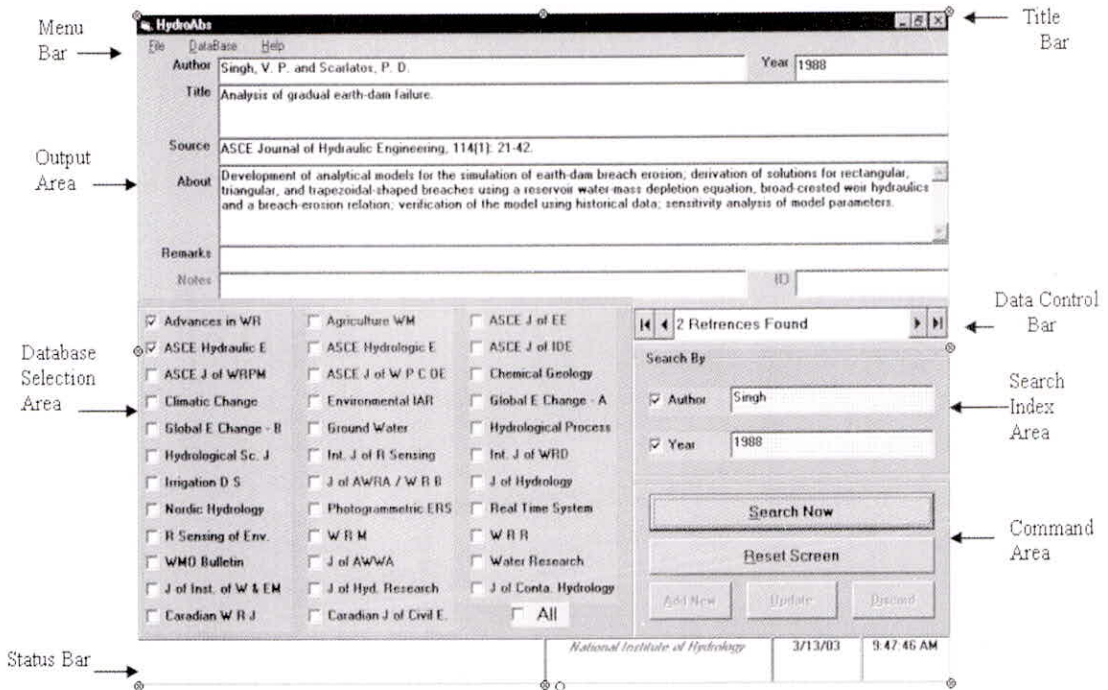 HydroAbs
Menu Bar
Title Bar
File DataBase Help
Author Singh, V. P. and Scarlatos, P. D. Year 1988
Title Analysis of gradual earth-dam failure.
Source ASCE Journal of Hydraulic Engineering, 114(1): 21-42.
Output Area
About Development of analytical models for the simulation of earth-dam breach erosion; derivation of solutions for rectangular,
triangular, and trapezoidal-shaped breaches using a reservoir water-mass depletion equation, broad-crested weir hydraulics
and a breach-erosion relation; verification of the model using historical data; sensitivity analysis of model parameters.
Remarks
Notes ID
Data Control Bar
Advances in WR Agriculture WM ASCE J of EE
2 Refrences Found
ASCE Hydraulic E ASCE Hydrologic E ASCE J of IDE
Database Selection Area
ASCE J of WRPM ASCE J of W P C OE Chemical Geology
Climatic Change Environmental IAR Global E Change - A
Global E Change - B Ground Water Hydrological Process
Hydrological Sc. J Int. J of R Sensing Int. J of WRD
Irrigation D S J of AWRA / W R B J of Hydrology
Nordic Hydrology Photogrammetric ERS Real Time System
R Sensing of Env. W R M W R R
WMO Bulletin J of AWWA Water Research
J of Inst. of W & EM J of Hyd. Research J of Conta. Hydrology
Caradian W R J Caradian J of Civil E. All
Search By
Author Singh
Year 1988
Search Index Area
Search Now
Reset Screen
Command Area
Add New Update Discard
Status Bar
National Institute of Hydrology 3/13/03 9:47:46 AM